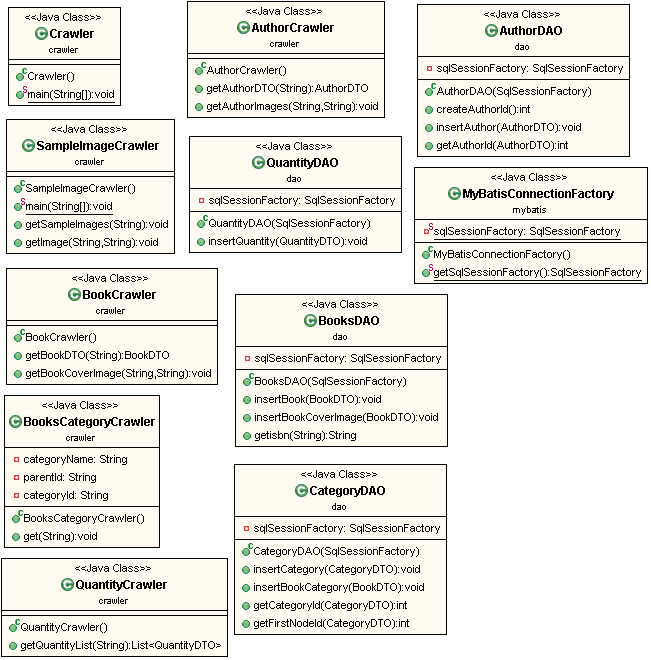 <<Java Class>>
Crawler
crawler
Crawler()
main(String[]):void
<<Java Class>>
AuthorCrawler
crawler
AuthorCrawler()
getAuthorDTO(String):AuthorDTO
getAuthorImages(String,String):void
<<Java Class>>
AuthorDAO
dao
sqlSessionFactory: SqlSessionFactory
AuthorDAO(SqlSessionFactory)
createAuthorId():int
insertAuthor(AuthorDTO):void
getAuthorId(AuthorDTO):int
<<Java Class>>
SampleImageCrawler
crawler
SampleImageCrawler()
main(String[]):void
getSampleImages(String):void
getImage(String,String):void
<<Java Class>>
QuantityDAO
dao
sqlSessionFactory: SqlSessionFactory
QuantityDAO(SqlSessionFactory)
insertQuantity(QuantityDTO):void
<<Java Class>>
MyBatisConnectionFactory
mybatis
sqlSessionFactory: SqlSessionFactory
MyBatisConnectionFactory()
getSqlSessionFactory():SqlSessionFactory
<<Java Class>>
BookCrawler
crawler
BookCrawler()
getBookDTO(String):BookDTO
getBookCoverImage(String,String):void
<<Java Class>>
BooksDAO
dao
sqlSessionFactory: SqlSessionFactory
BooksDAO(SqlSessionFactory)
insertBook(BookDTO):void
insertBookCoverImage(BookDTO):void
getisbn(String):String
<<Java Class>>
BooksCategoryCrawler
crawler
categoryName: String
parentId: String
categoryId: String
BooksCategoryCrawler()
get(String):void
<<Java Class>>
CategoryDAO
dao
sqlSessionFactory: SqlSessionFactory
CategoryDAO(SqlSessionFactory)
insertCategory(CategoryDTO):void
insertBookCategory(BookDTO):void
getCategoryId(CategoryDTO):int
getFirstNodeId(CategoryDTO):int
<<Java Class>>
QuantityCrawler
crawler
QuantityCrawler()
getQuantityList(String):List<QuantityDTO>